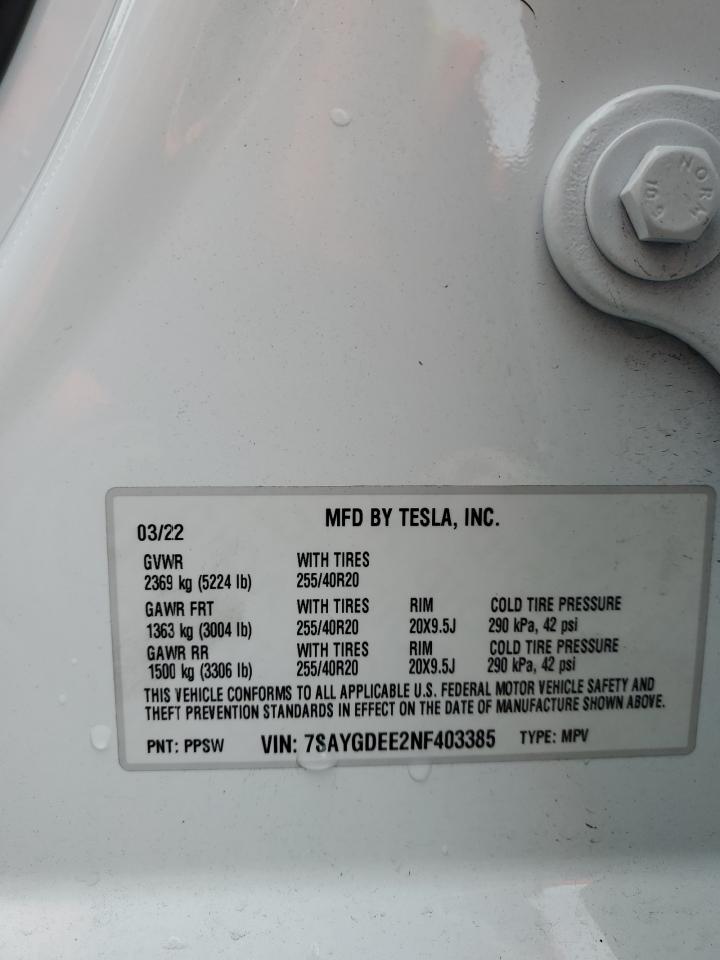 NORM
10.9
MFD BY TESLA, INC.
03/22
GVWR WITH TIRES
2369 kg (5224 lb) 255/40R20
GAWR FRT WITH TIRES RIM COLD TIRE PRESSURE
1363 kg (3004 lb) 255/40R20 20X9.5J 290 kPa, 42 psi
GAWR RR WITH TIRES RIM COLD TIRE PRESSURE
1500 kg (3306 lb) 255/40R20 20X9.5J 290 kPa, 42 psi
THIS VEHICLE CONFORMS TO ALL APPLICABLE U.S. FEDERAL MOTOR VEHICLE SAFETY AND
THEFT PREVENTION STANDARDS IN EFFECT ON THE DATE OF MANUFACTURE SHOWN ABOVE.
PNT: PPSW VIN: 7SAYGDEE2NF403385 TYPE: MPV